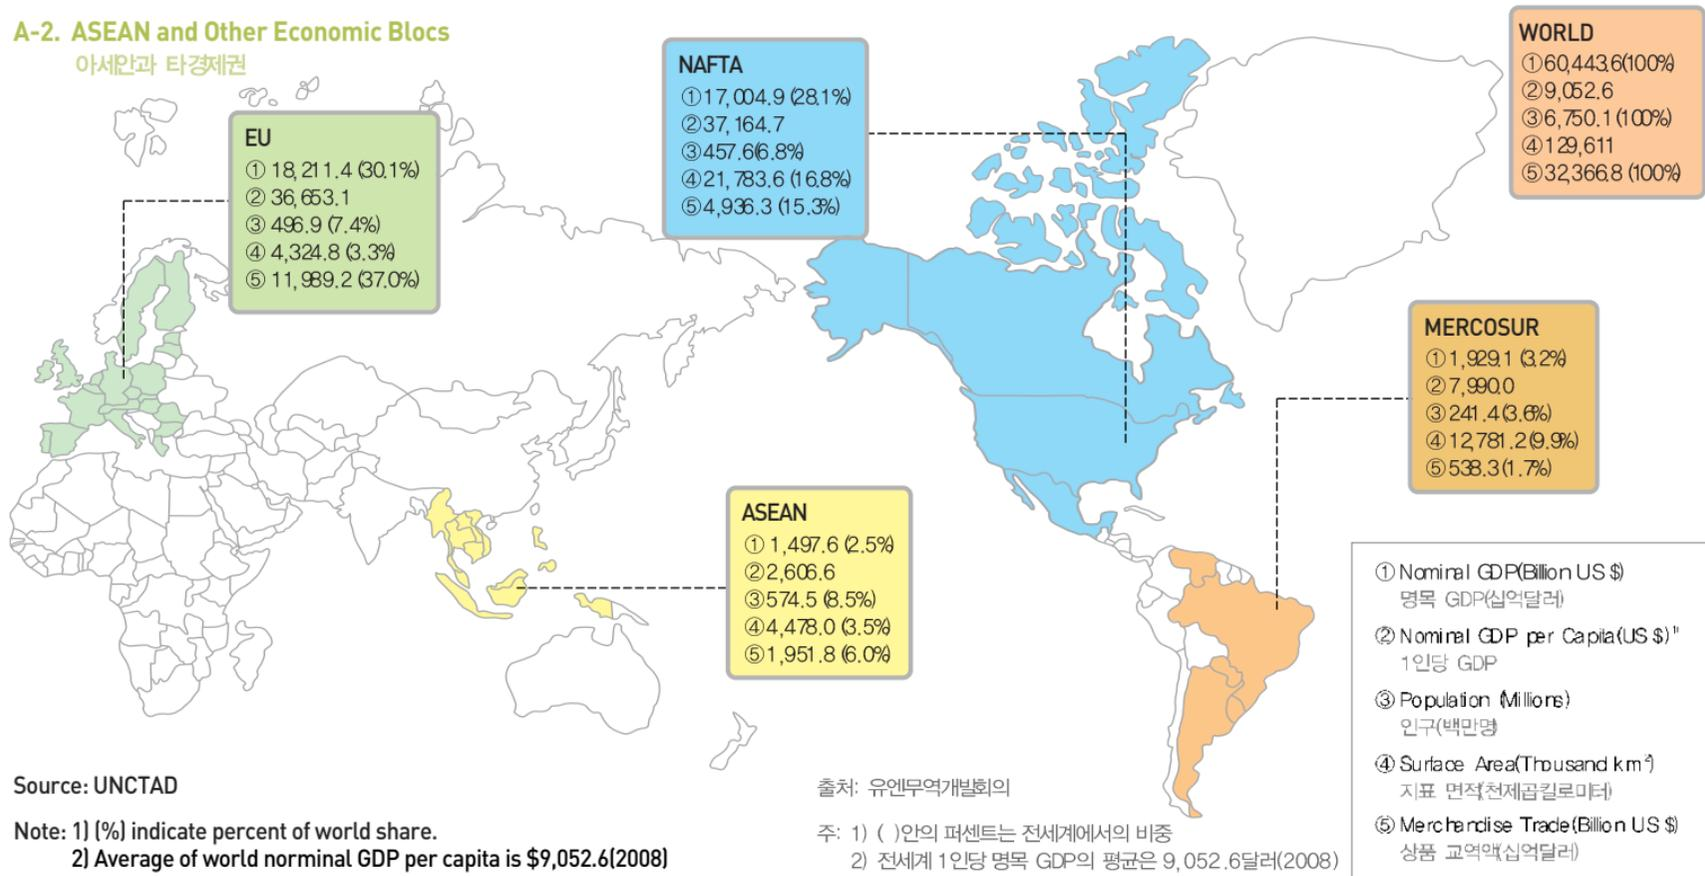 A-2. ASEAN and Other Economic Blocs
아세안과 타경제권
EU
① 18,211.4 (30.1%)
② 36,653.1
③ 496.9 (7.4%)
④ 4,324.8 (3.3%)
⑤ 11,989.2 (37.0%)
NAFTA
①17,004.9 (28.1%)
②37,164.7
③457.6(6.8%)
④21,783.6 (16.8%)
⑤4,936.3 (15.3%)
WORLD
①60,443.6(100%)
②9,052.6
③6,750.1 (100%)
④129,611
⑤32,366.8 (100%)
MERCOSUR
①1,929.1 (3.2%)
②7,990.0
③241.4(3.6%)
④12,781.2(9.9%)
⑤538.3(1.7%)
ASEAN
① 1,497.6 (2.5%)
②2,606.6
③574.5 (8.5%)
④4,478.0 (3.5%)
⑤1,951.8 (6.0%)
① Nominal GDP(Billion US $)
명목 GDP(십억달러)
② Nominal GDP per Capita(US $)¹⁾
1인당 GDP
③ Population (Millions)
인구(백만명)
④ Surface Area(Thousand km²)
지표 면적(천제곱킬로미터)
⑤ Merchandise Trade(Billion US $)
상품 교역액(십억달러)
Source: UNCTAD
Note: 1) (%) indicate percent of world share.
2) Average of world norminal GDP per capita is $9,052.6(2008)
출처: 유엔무역개발회의
주: 1) ( )안의 퍼센트는 전세계에서의 비중
2) 전세계 1인당 명목 GDP의 평균은 9,052.6달러(2008)